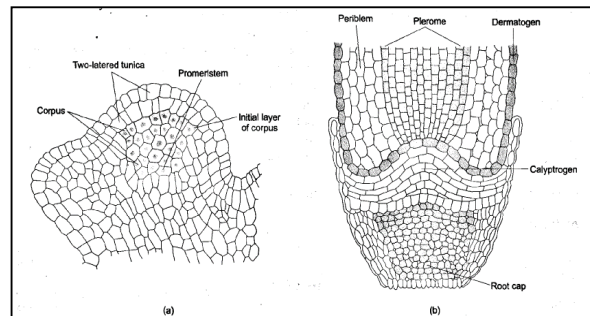 Two-latered tunica
Promeristem
Corpus
Initial layer
of corpus
(a)
Periblem
Plerome
Dermatogen
Calyptrogen
Root cap
(b)